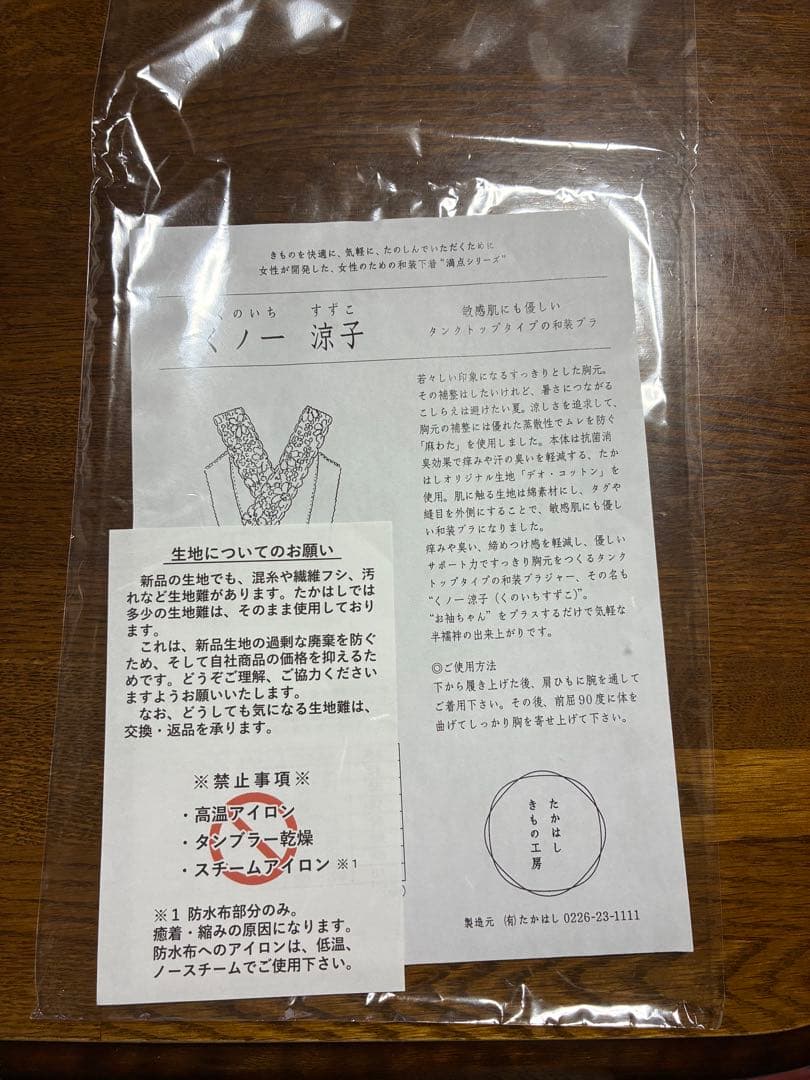 きものを快適に、気軽に、たのしんでいただくために
女性が開発した、女性のための和装下着“満点シリーズ”
くのいち すずこ
くノ一 涼子
敏感肌にも優しい
タンクトップタイプの和装ブラ
若々しい印象になるすっきりとした胸元。
その補整はしたいけれど、暑さにつながる
こしらえは避けたい夏。涼しさを追求して、
胸元の補整には優れた蒸散性でムレを防ぐ
「麻わた」を使用しました。本体は抗菌消
臭効果で痒みや汗の臭いを軽減する、たか
はしオリジナル生地「デオ・コットン」を
使用。肌に触る生地は綿素材にし、タグや
縫目を外側にすることで、敏感肌にも優し
い和装ブラになりました。
痒みや臭い、締めつけ感を軽減し、優しい
サポート力ですっきり胸元をつくるタンク
トップタイプの和装ブラジャー、その名も
“くノ一 涼子（くのいちすずこ）”。
“お袖ちゃん”をプラスするだけで気軽な
半襦袢の出来上がりです。
◎ご使用方法
下から履き上げた後、肩ひもに腕を通して
ご着用下さい。その後、前屈90度に体を
曲げてしっかり胸を寄せ上げて下さい。
たかはし
きもの工房
製造元 （有）たかはし 0226-23-1111
生地についてのお願い
新品の生地でも、混糸や繊維フシ、汚
れなど生地難があります。たかはしでは
多少の生地難は、そのまま使用しており
ます。
これは、新品生地の過剰な廃棄を防ぐ
ため、そして自社商品の価格を抑えるた
めです。どうぞご理解、ご協力ください
ますようお願いいたします。
なお、どうしても気になる生地難は、
交換・返品を承ります。
※禁止事項※
・高温アイロン
・タンブラー乾燥
・スチームアイロン ※1
※1 防水布部分のみ。
癒着・縮みの原因になります。
防水布へのアイロンは、低温、
ノースチームでご使用下さい。